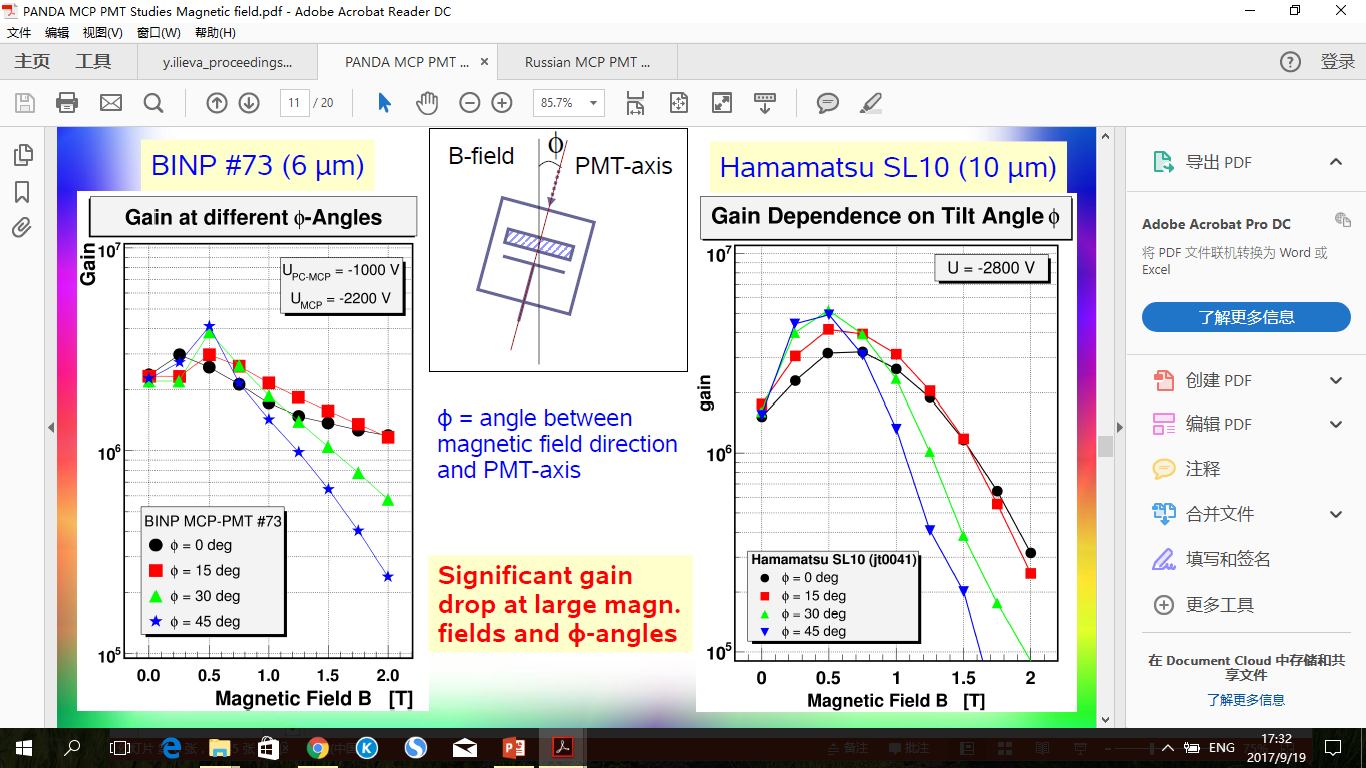 PANDA MCP PMT Studies Magnetic field.pdf - Adobe Acrobat Reader DC
文件 编辑 视图(V) 窗口(W) 帮助(H)
主页 工具 y.ilieva_proceedings... PANDA MCP PMT ... × Russian MCP PMT ... 登录
11 / 20 85.7%
BINP #73 (6 µm)
Gain at different ϕ-Angles
Gain
10⁷
10⁶
10⁵
U_PC-MCP = -1000 V
U_MCP = -2200 V
BINP MCP-PMT #73
ϕ = 0 deg
ϕ = 15 deg
ϕ = 30 deg
ϕ = 45 deg
0.0 0.5 1.0 1.5 2.0
Magnetic Field B [T]
B-field
ϕ
PMT-axis
ϕ = angle between
magnetic field direction
and PMT-axis
Significant gain
drop at large magn.
fields and ϕ-angles
Hamamatsu SL10 (10 µm)
Gain Dependence on Tilt Angle ϕ
gain
10⁷
10⁶
10⁵
U = -2800 V
Hamamatsu SL10 (jt0041)
ϕ = 0 deg
ϕ = 15 deg
ϕ = 30 deg
ϕ = 45 deg
0 0.5 1 1.5 2
Magnetic Field B [T]
导出 PDF
Adobe Acrobat Pro DC
将 PDF 文件联机转换为 Word 或
Excel
了解更多信息
创建 PDF
编辑 PDF
注释
合并文件
填写和签名
更多工具
在 Document Cloud 中存储和共
享文件
了解更多信息
备注 批注
ENG
17:32
2017/9/19